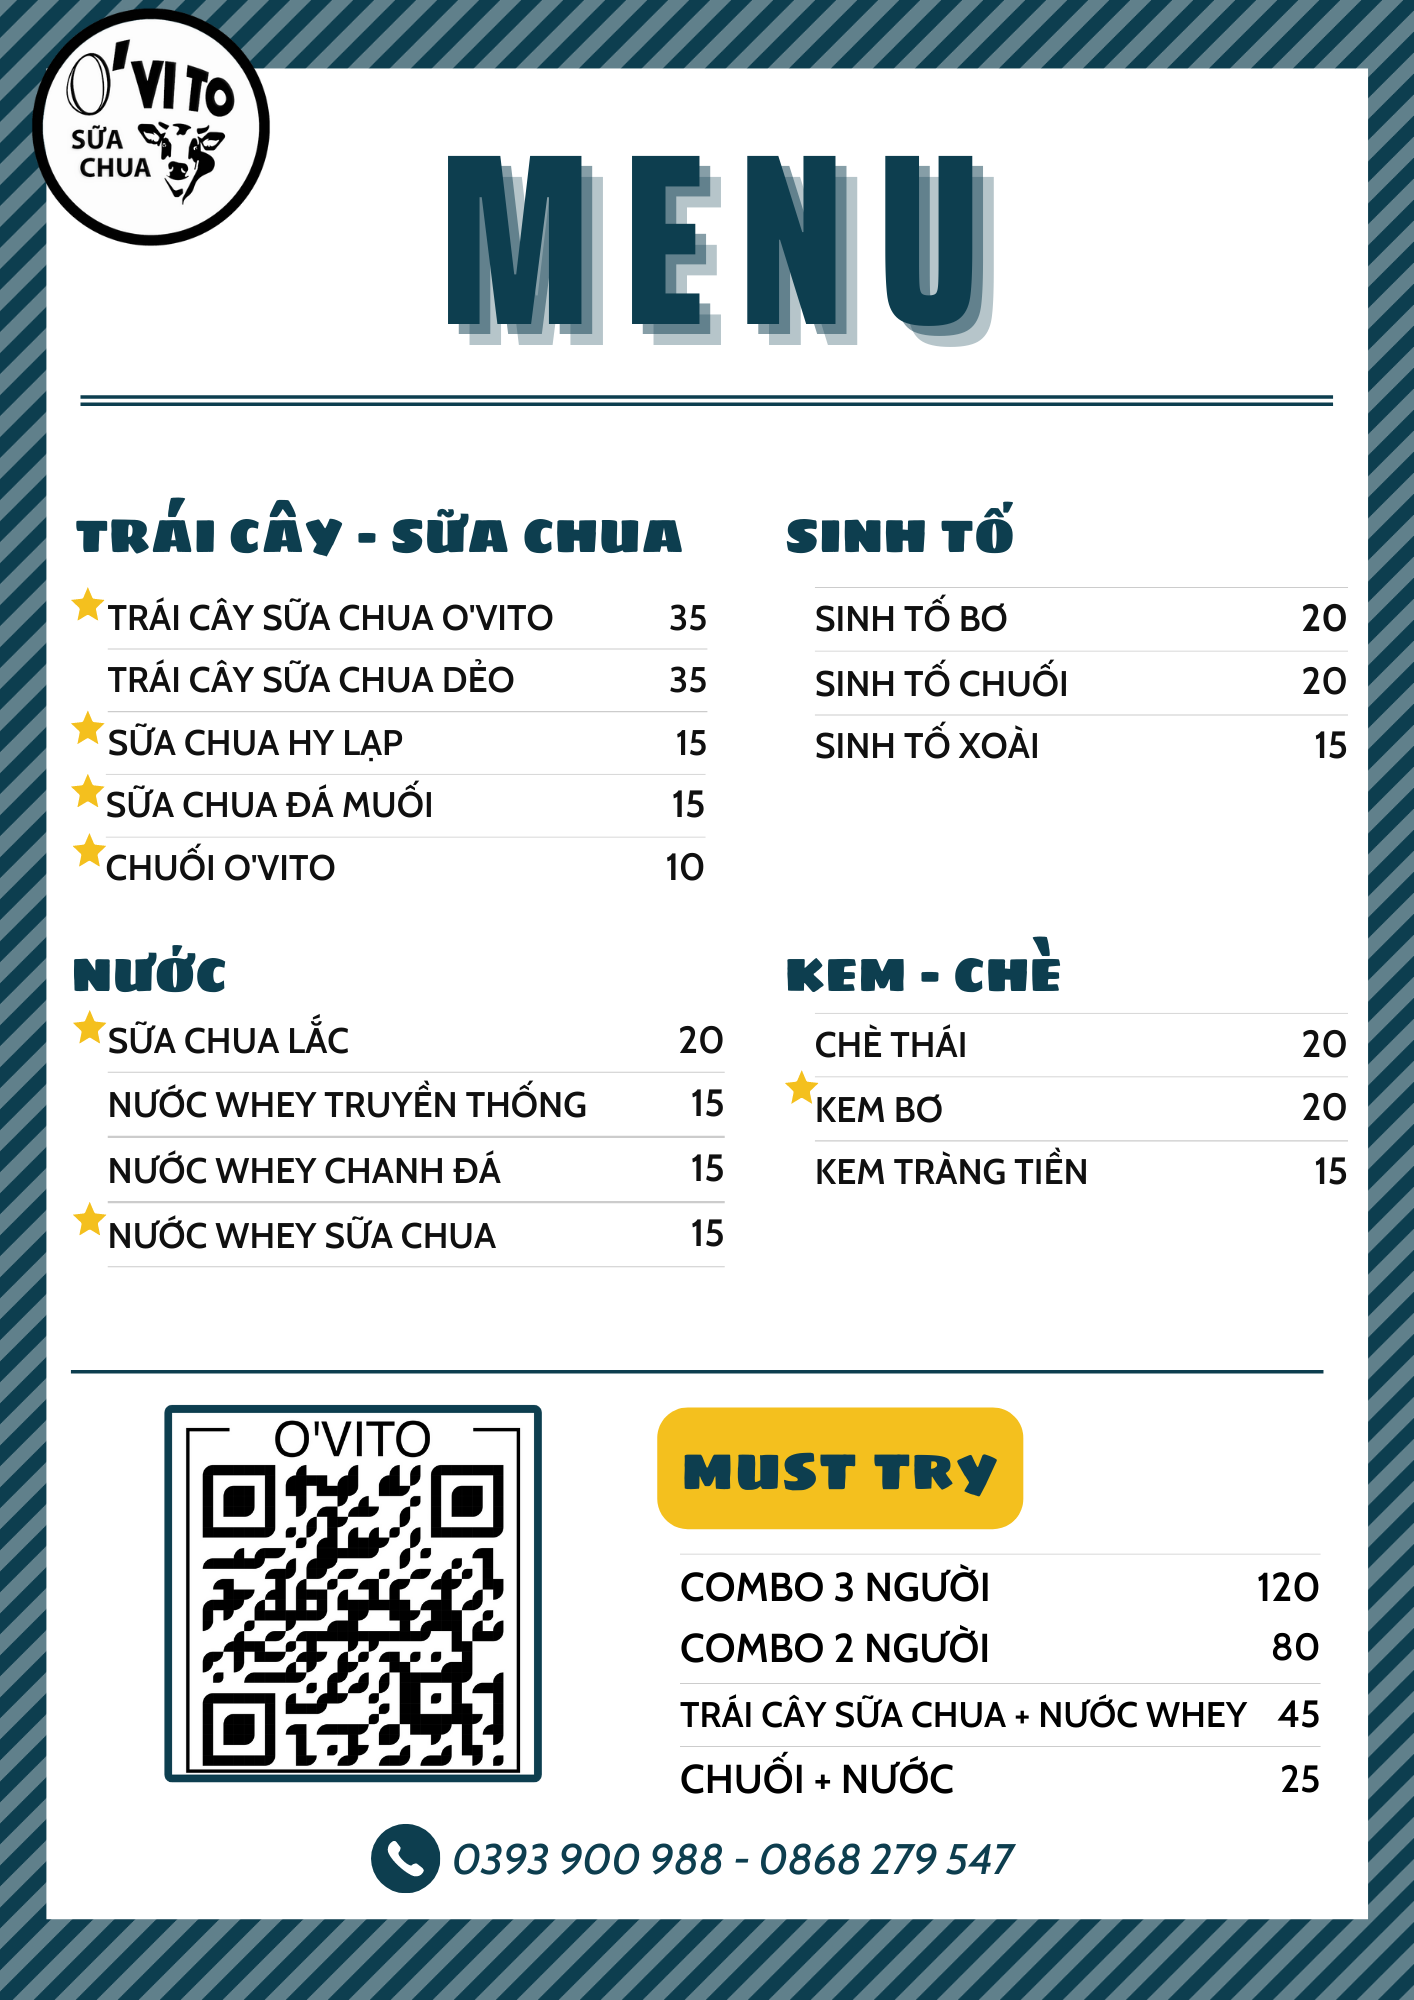 O'VITO
SỮA
CHUA
MENU
TRÁI CÂY - SỮA CHUA
TRÁI CÂY SỮA CHUA O'VITO 35
TRÁI CÂY SỮA CHUA DẺO 35
SỮA CHUA HY LẠP 15
SỮA CHUA ĐÁ MUỐI 15
CHUỐI O'VITO 10
SINH TỐ
SINH TỐ BƠ 20
SINH TỐ CHUỐI 20
SINH TỐ XOÀI 15
NƯỚC
SỮA CHUA LẮC 20
NƯỚC WHEY TRUYỀN THỐNG 15
NƯỚC WHEY CHANH ĐÁ 15
NƯỚC WHEY SỮA CHUA 15
KEM - CHÈ
CHÈ THÁI 20
KEM BƠ 20
KEM TRÀNG TIỀN 15
O'VITO
MUST TRY
COMBO 3 NGƯỜI 120
COMBO 2 NGƯỜI 80
TRÁI CÂY SỮA CHUA + NƯỚC WHEY 45
CHUỐI + NƯỚC 25
0393 900 988 - 0868 279 547